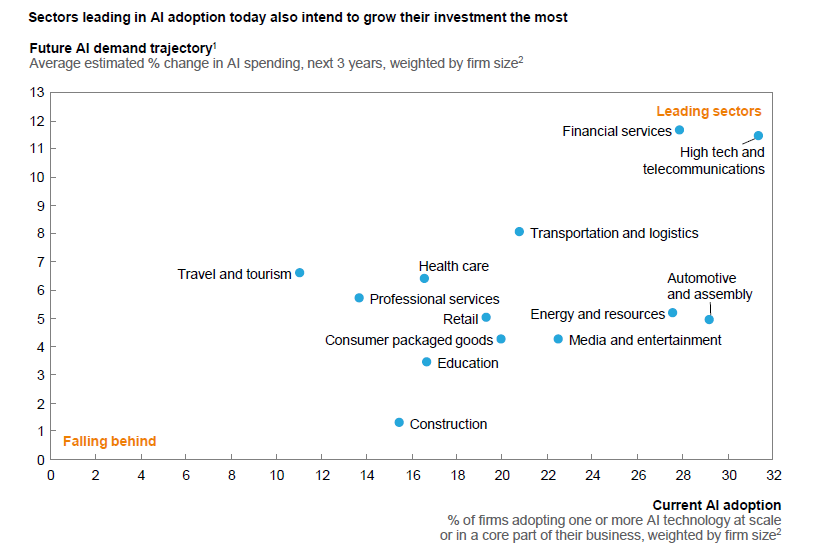 Sectors leading in AI adoption today also intend to grow their investment the most
Future AI demand trajectory¹
Average estimated % change in AI spending, next 3 years, weighted by firm size²
13
12
11
10
9
8
7
6
5
4
3
2
1
0
Leading sectors
Financial services
High tech and
telecommunications
Transportation and logistics
Health care
Travel and tourism
Automotive
and assembly
Professional services
Energy and resources
Retail
Consumer packaged goods
Media and entertainment
Education
Construction
Falling behind
0 2 4 6 8 10 12 14 16 18 20 22 24 26 28 30 32
Current AI adoption
% of firms adopting one or more AI technology at scale
or in a core part of their business, weighted by firm size²